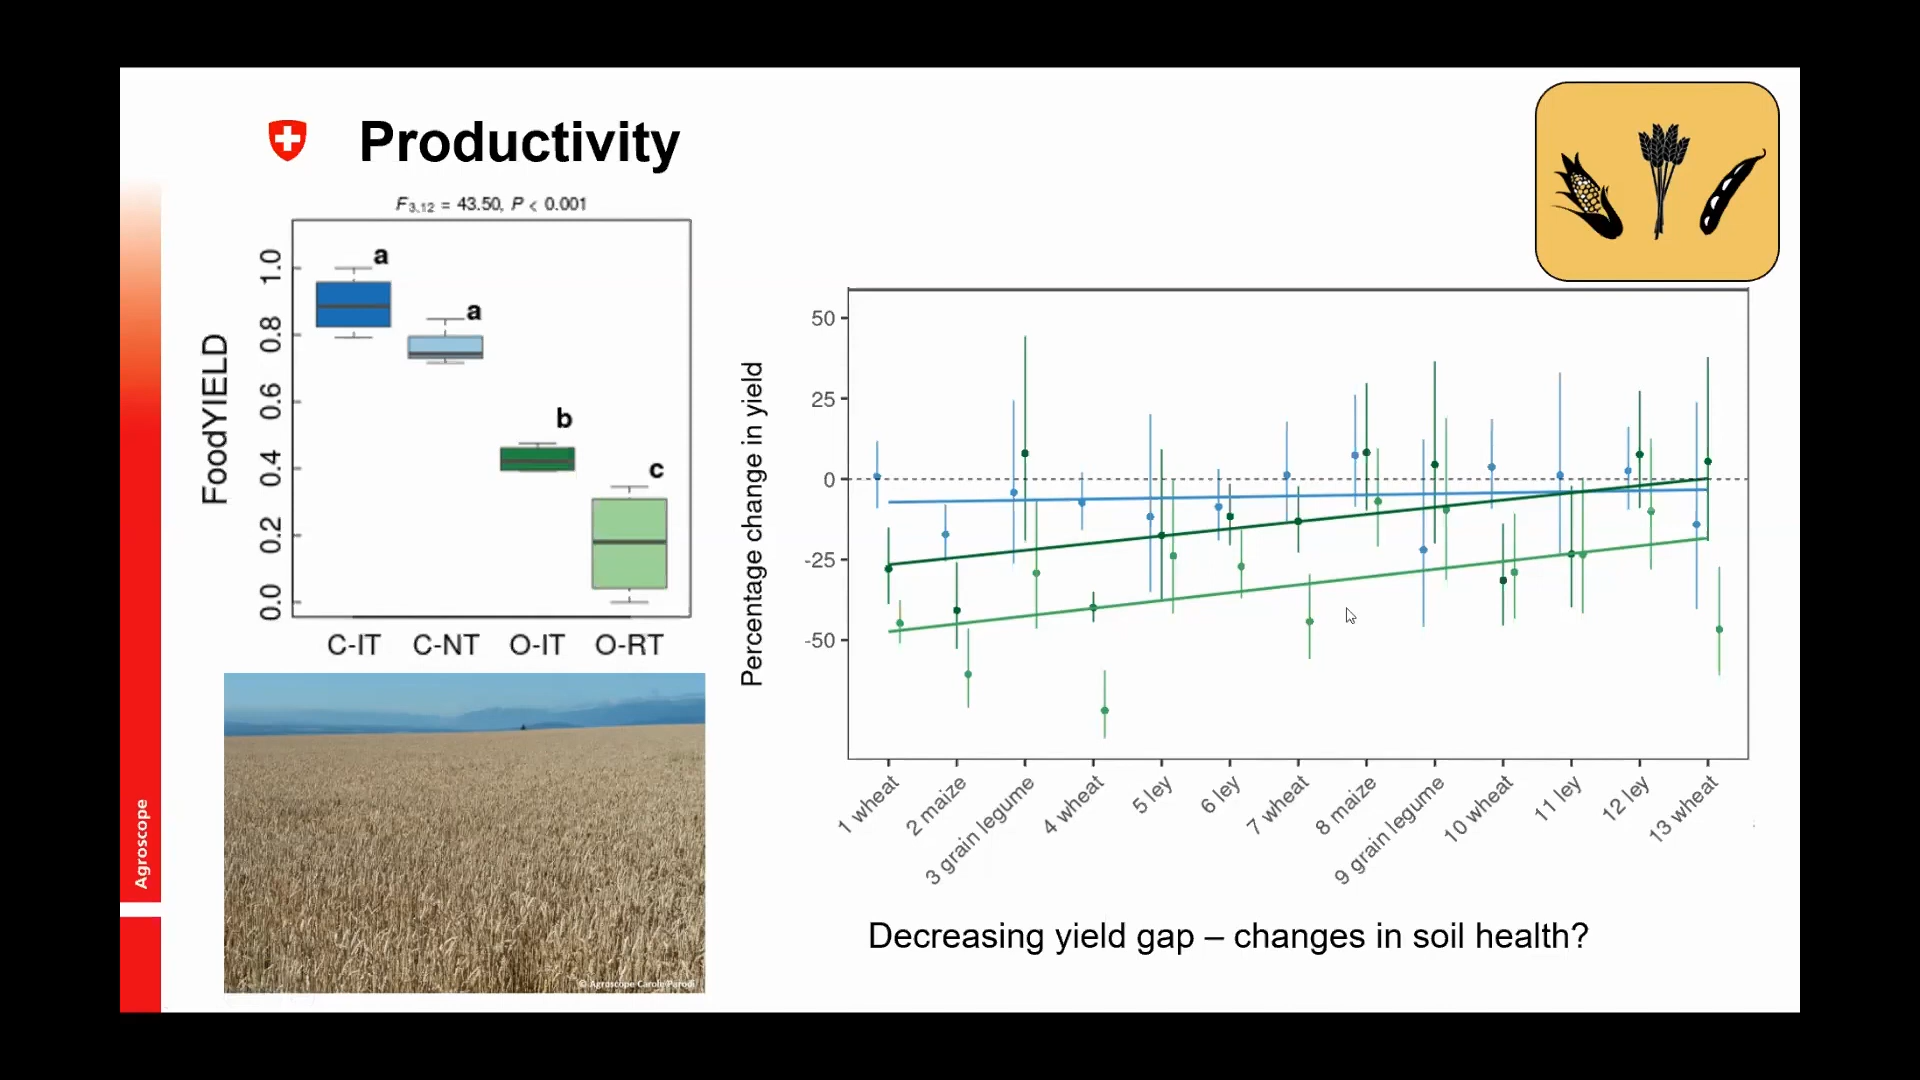 Productivity
F3,12 = 43.50, P < 0.001
FoodYIELD
1.0
0.8
0.6
0.4
0.2
0.0
a
a
b
c
C-IT C-NT O-IT O-RT
Percentage change in yield
50
25
0
-25
-50
1 wheat
2 maize
3 grain legume
4 wheat
5 ley
6 ley
7 wheat
8 maize
9 grain legume
10 wheat
11 ley
12 ley
13 wheat
Decreasing yield gap – changes in soil health?
© Agroscope Carole Parodi
Agroscope